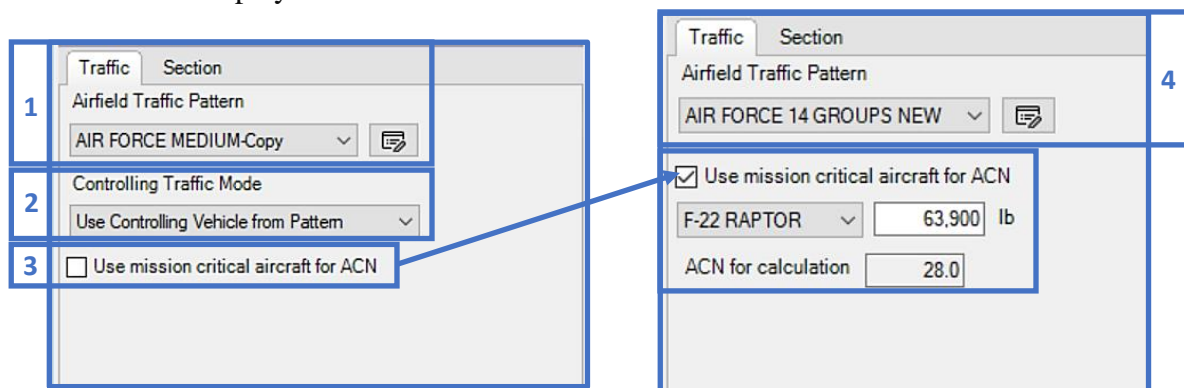 Traffic Section
Airfield Traffic Pattern
1
AIR FORCE MEDIUM-Copy
Controlling Traffic Mode
2
Use Controlling Vehicle from Pattern
3
Use mission critical aircraft for ACN
Traffic Section
Airfield Traffic Pattern
4
AIR FORCE 14 GROUPS NEW
Use mission critical aircraft for ACN
F-22 RAPTOR 63,900 lb
ACN for calculation 28.0